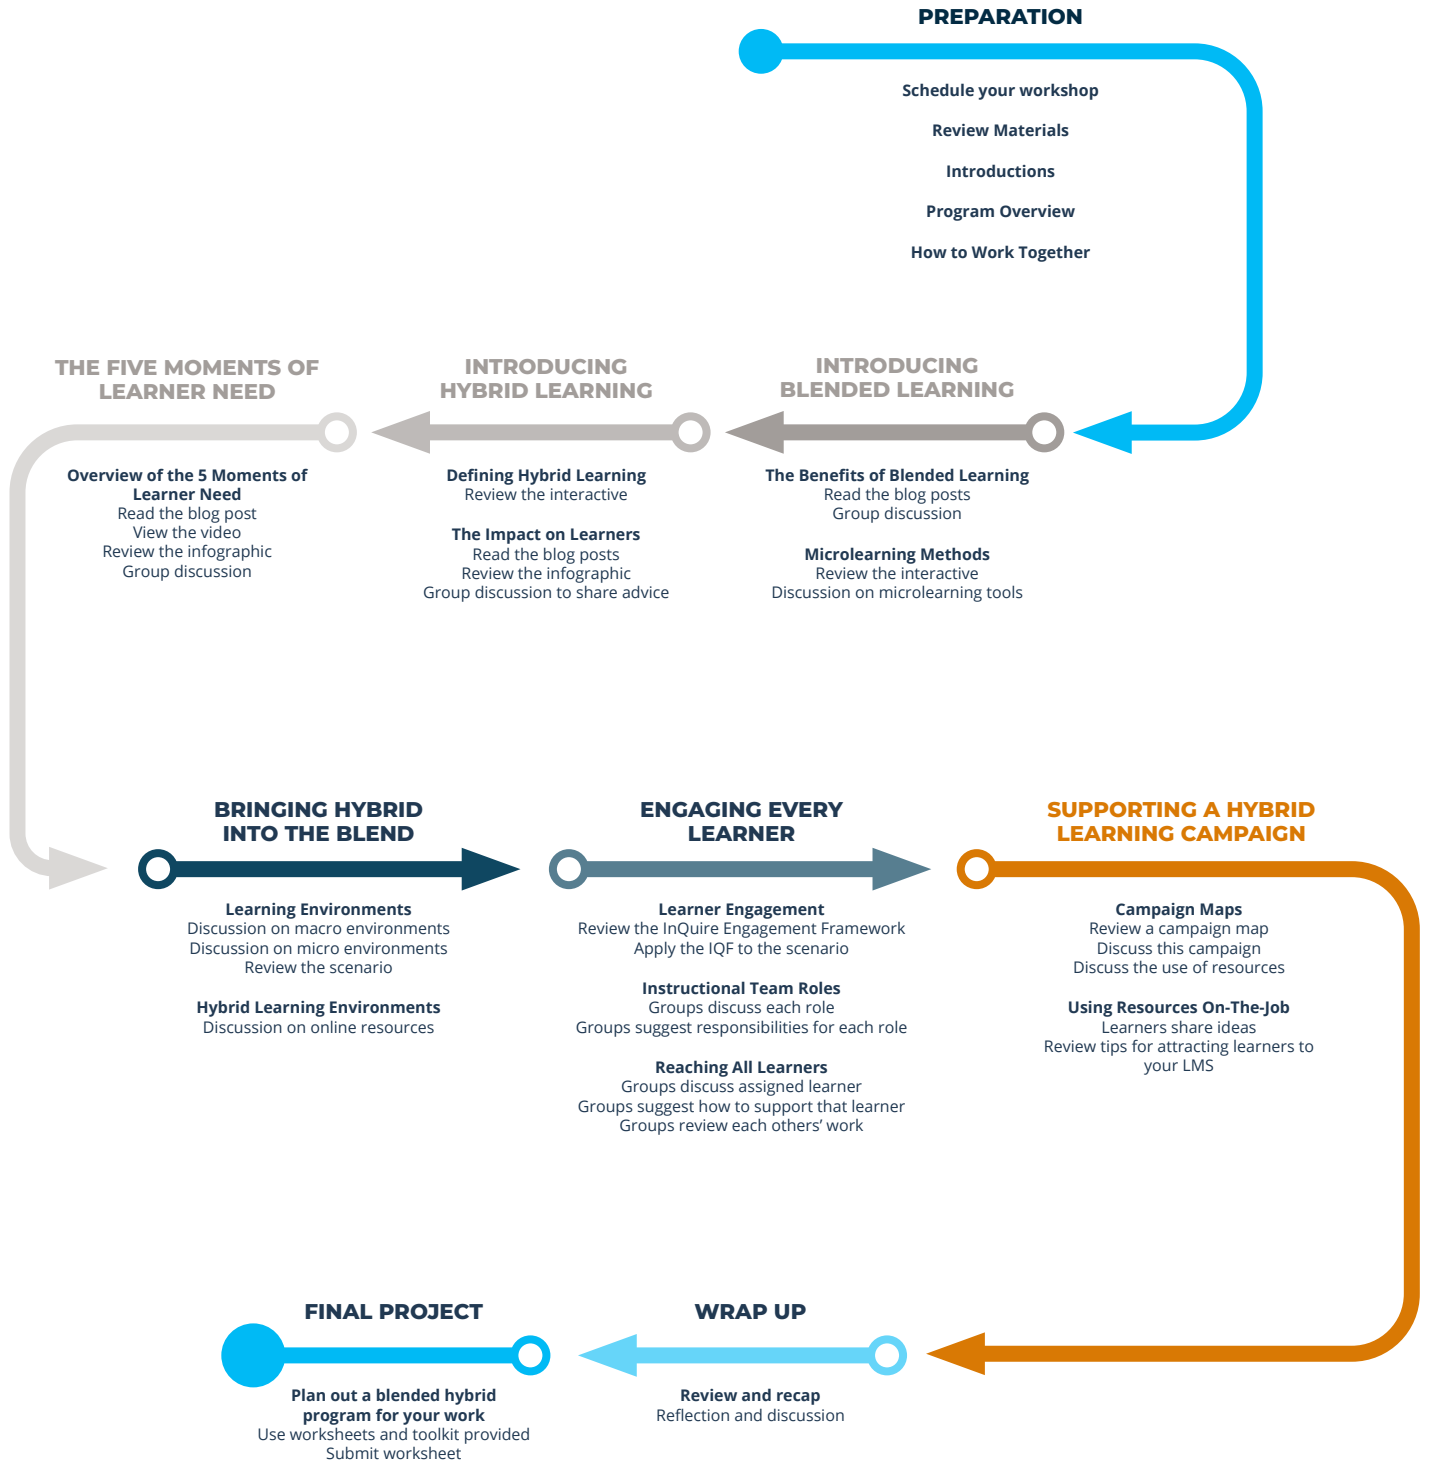 PREPARATION
Schedule your workshop
Review Materials
Introductions
Program Overview
How to Work Together
INTRODUCING
BLENDED LEARNING
The Benefits of Blended Learning
Read the blog posts
Group discussion
Microlearning Methods
Review the interactive
Discussion on microlearning tools
INTRODUCING
HYBRID LEARNING
Defining Hybrid Learning
Review the interactive
The Impact on Learners
Read the blog posts
Review the infographic
Group discussion to share advice
THE FIVE MOMENTS OF
LEARNER NEED
Overview of the 5 Moments of
Learner Need
Read the blog post
View the video
Review the infographic
Group discussion
BRINGING HYBRID
INTO THE BLEND
Learning Environments
Discussion on macro environments
Discussion on micro environments
Review the scenario
Hybrid Learning Environments
Discussion on online resources
ENGAGING EVERY
LEARNER
Learner Engagement
Review the InQuire Engagement Framework
Apply the IQF to the scenario
Instructional Team Roles
Groups discuss each role
Groups suggest responsibilities for each role
Reaching All Learners
Groups discuss assigned learner
Groups suggest how to support that learner
Groups review each others’ work
SUPPORTING A HYBRID
LEARNING CAMPAIGN
Campaign Maps
Review a campaign map
Discuss this campaign
Discuss the use of resources
Using Resources On-The-Job
Learners share ideas
Review tips for attracting learners to
your LMS
WRAP UP
Review and recap
Reflection and discussion
FINAL PROJECT
Plan out a blended hybrid
program for your work
Use worksheets and toolkit provided
Submit worksheet